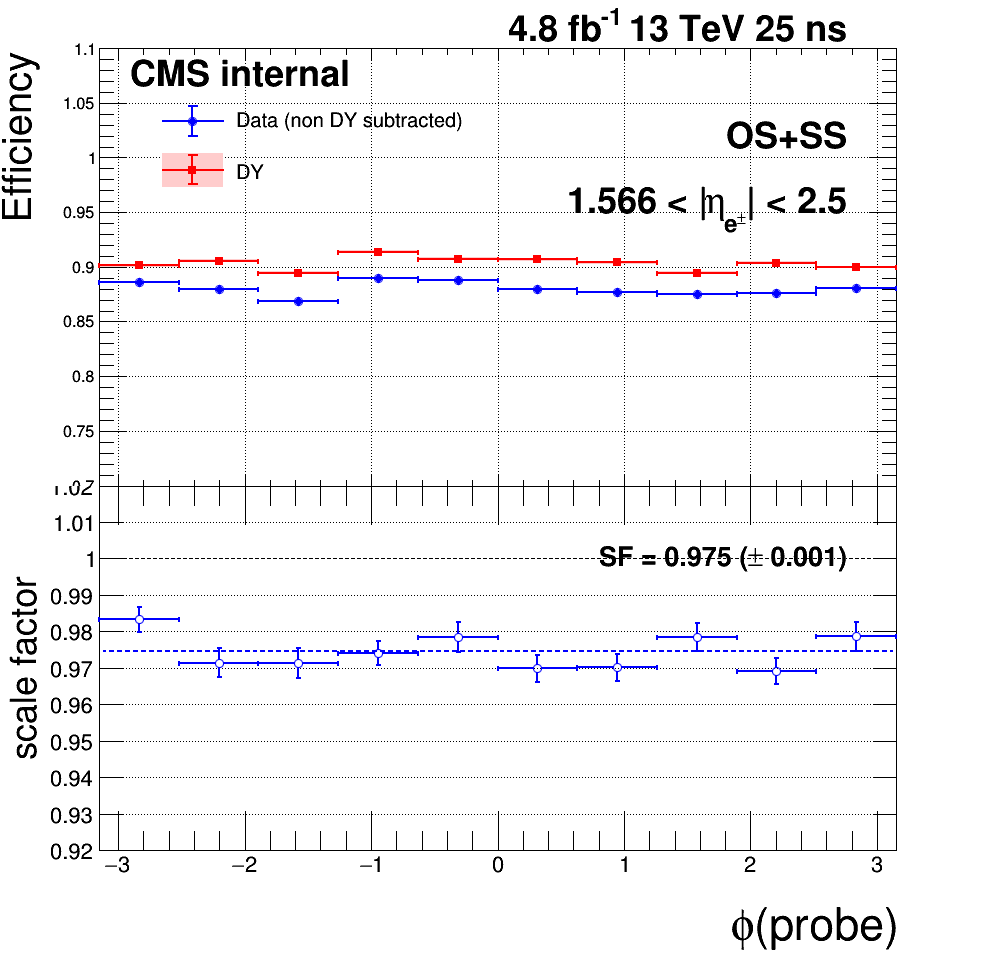 4.8 fb⁻¹ 13 TeV 25 ns
Efficiency
1.1
1.05
1
0.95
0.9
0.85
0.8
0.75
CMS internal
Data (non DY subtracted)
DY
OS+SS
1.566 < |η_e±| < 2.5
scale factor
1.02
1.01
1
0.99
0.98
0.97
0.96
0.95
0.94
0.93
0.92
SF = 0.975 (± 0.001)
−3 −2 −1 0 1 2 3
ϕ(probe)